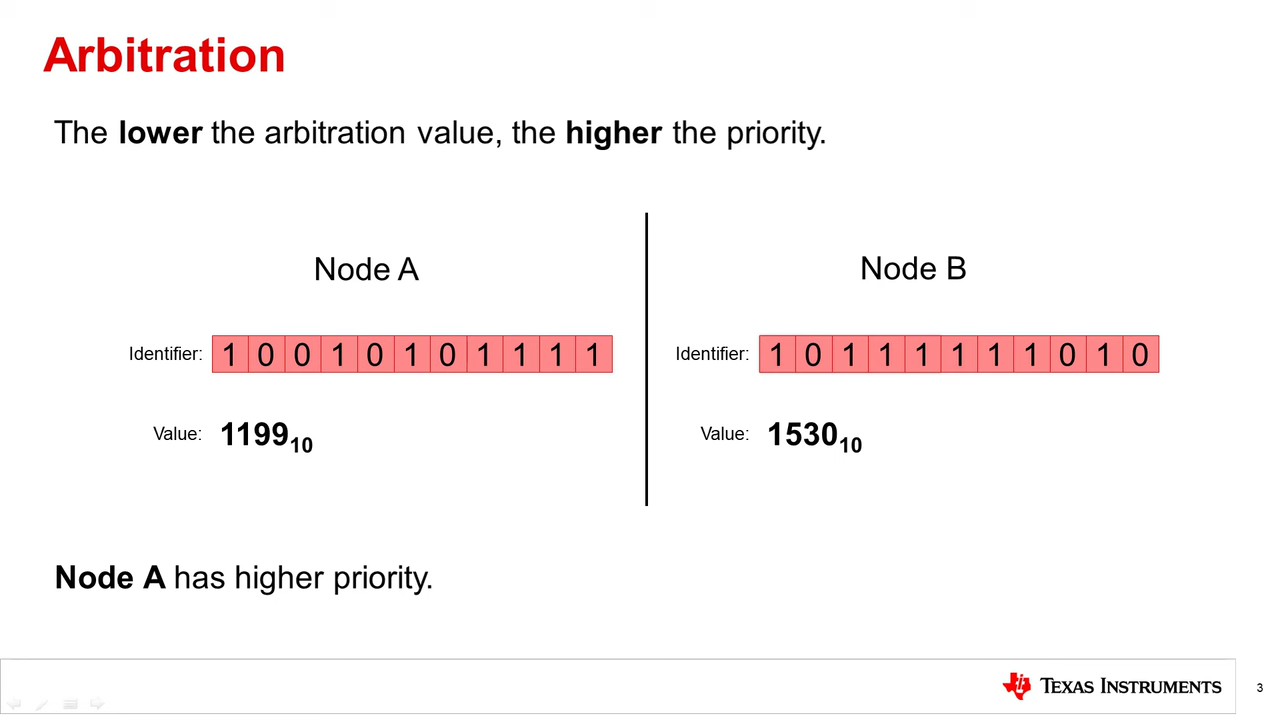 Arbitration
The lower the arbitration value, the higher the priority.
Node A
Identifier: 1 0 0 1 0 1 0 1 1 1 1
Value: 1199₁₀
Node B
Identifier: 1 0 1 1 1 1 1 1 0 1 0
Value: 1530₁₀
Node A has higher priority.
TEXAS INSTRUMENTS
3